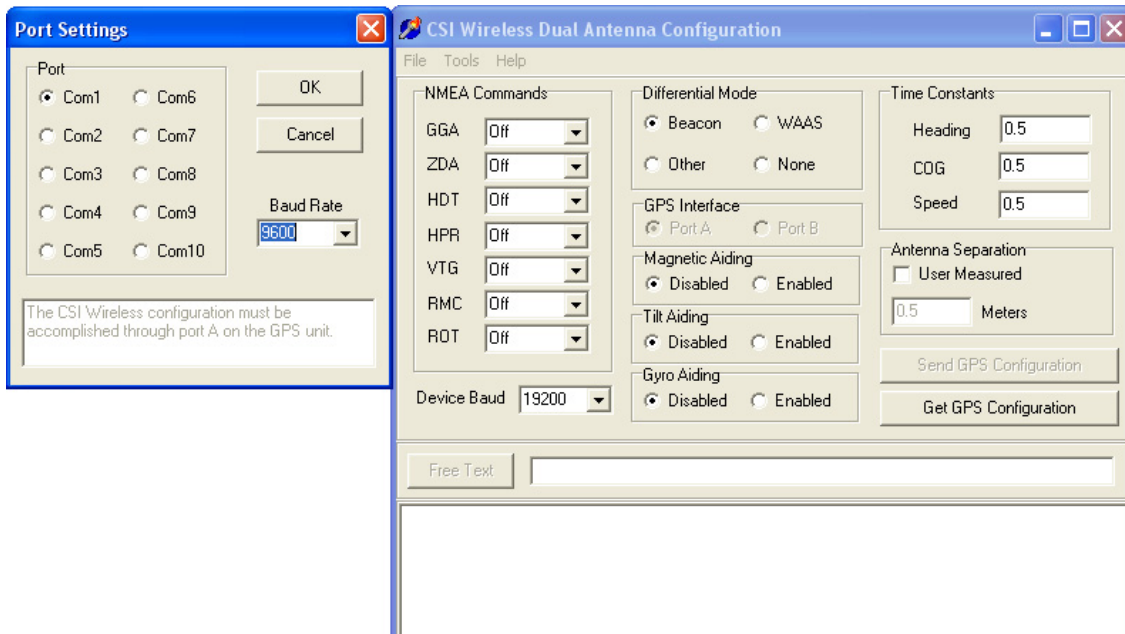 Port Settings
Port
Com1 Com6
Com2 Com7
Com3 Com8
Com4 Com9
Com5 Com10
OK
Cancel
Baud Rate
9600
The CSI Wireless configuration must be
accomplished through port A on the GPS unit.
CSI Wireless Dual Antenna Configuration
File Tools Help
NMEA Commands
GGA Off
ZDA Off
HDT Off
HPR Off
VTG Off
RMC Off
ROT Off
Device Baud 19200
Differential Mode
Beacon WAAS
Other None
GPS Interface
Port A Port B
Magnetic Aiding
Disabled Enabled
Tilt Aiding
Disabled Enabled
Gyro Aiding
Disabled Enabled
Time Constants
Heading 0.5
COG 0.5
Speed 0.5
Antenna Separation
User Measured
0.5 Meters
Send GPS Configuration
Get GPS Configuration
Free Text